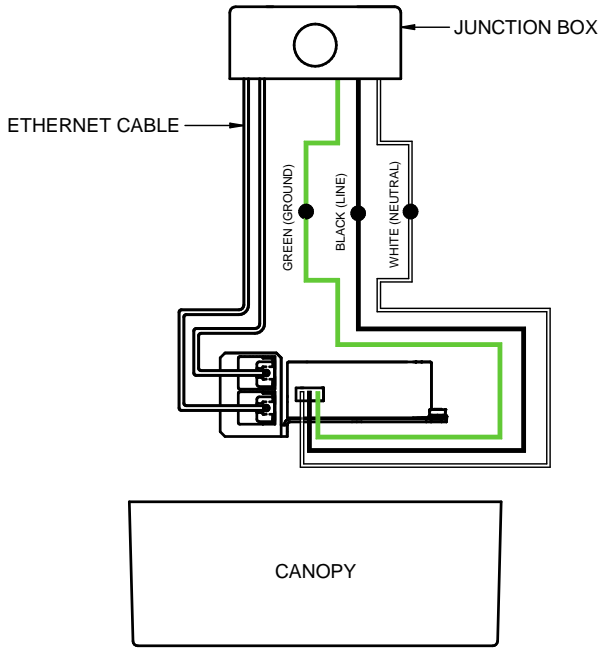 JUNCTION BOX
ETHERNET CABLE
GREEN (GROUND)
BLACK (LINE)
WHITE (NEUTRAL)
CANOPY